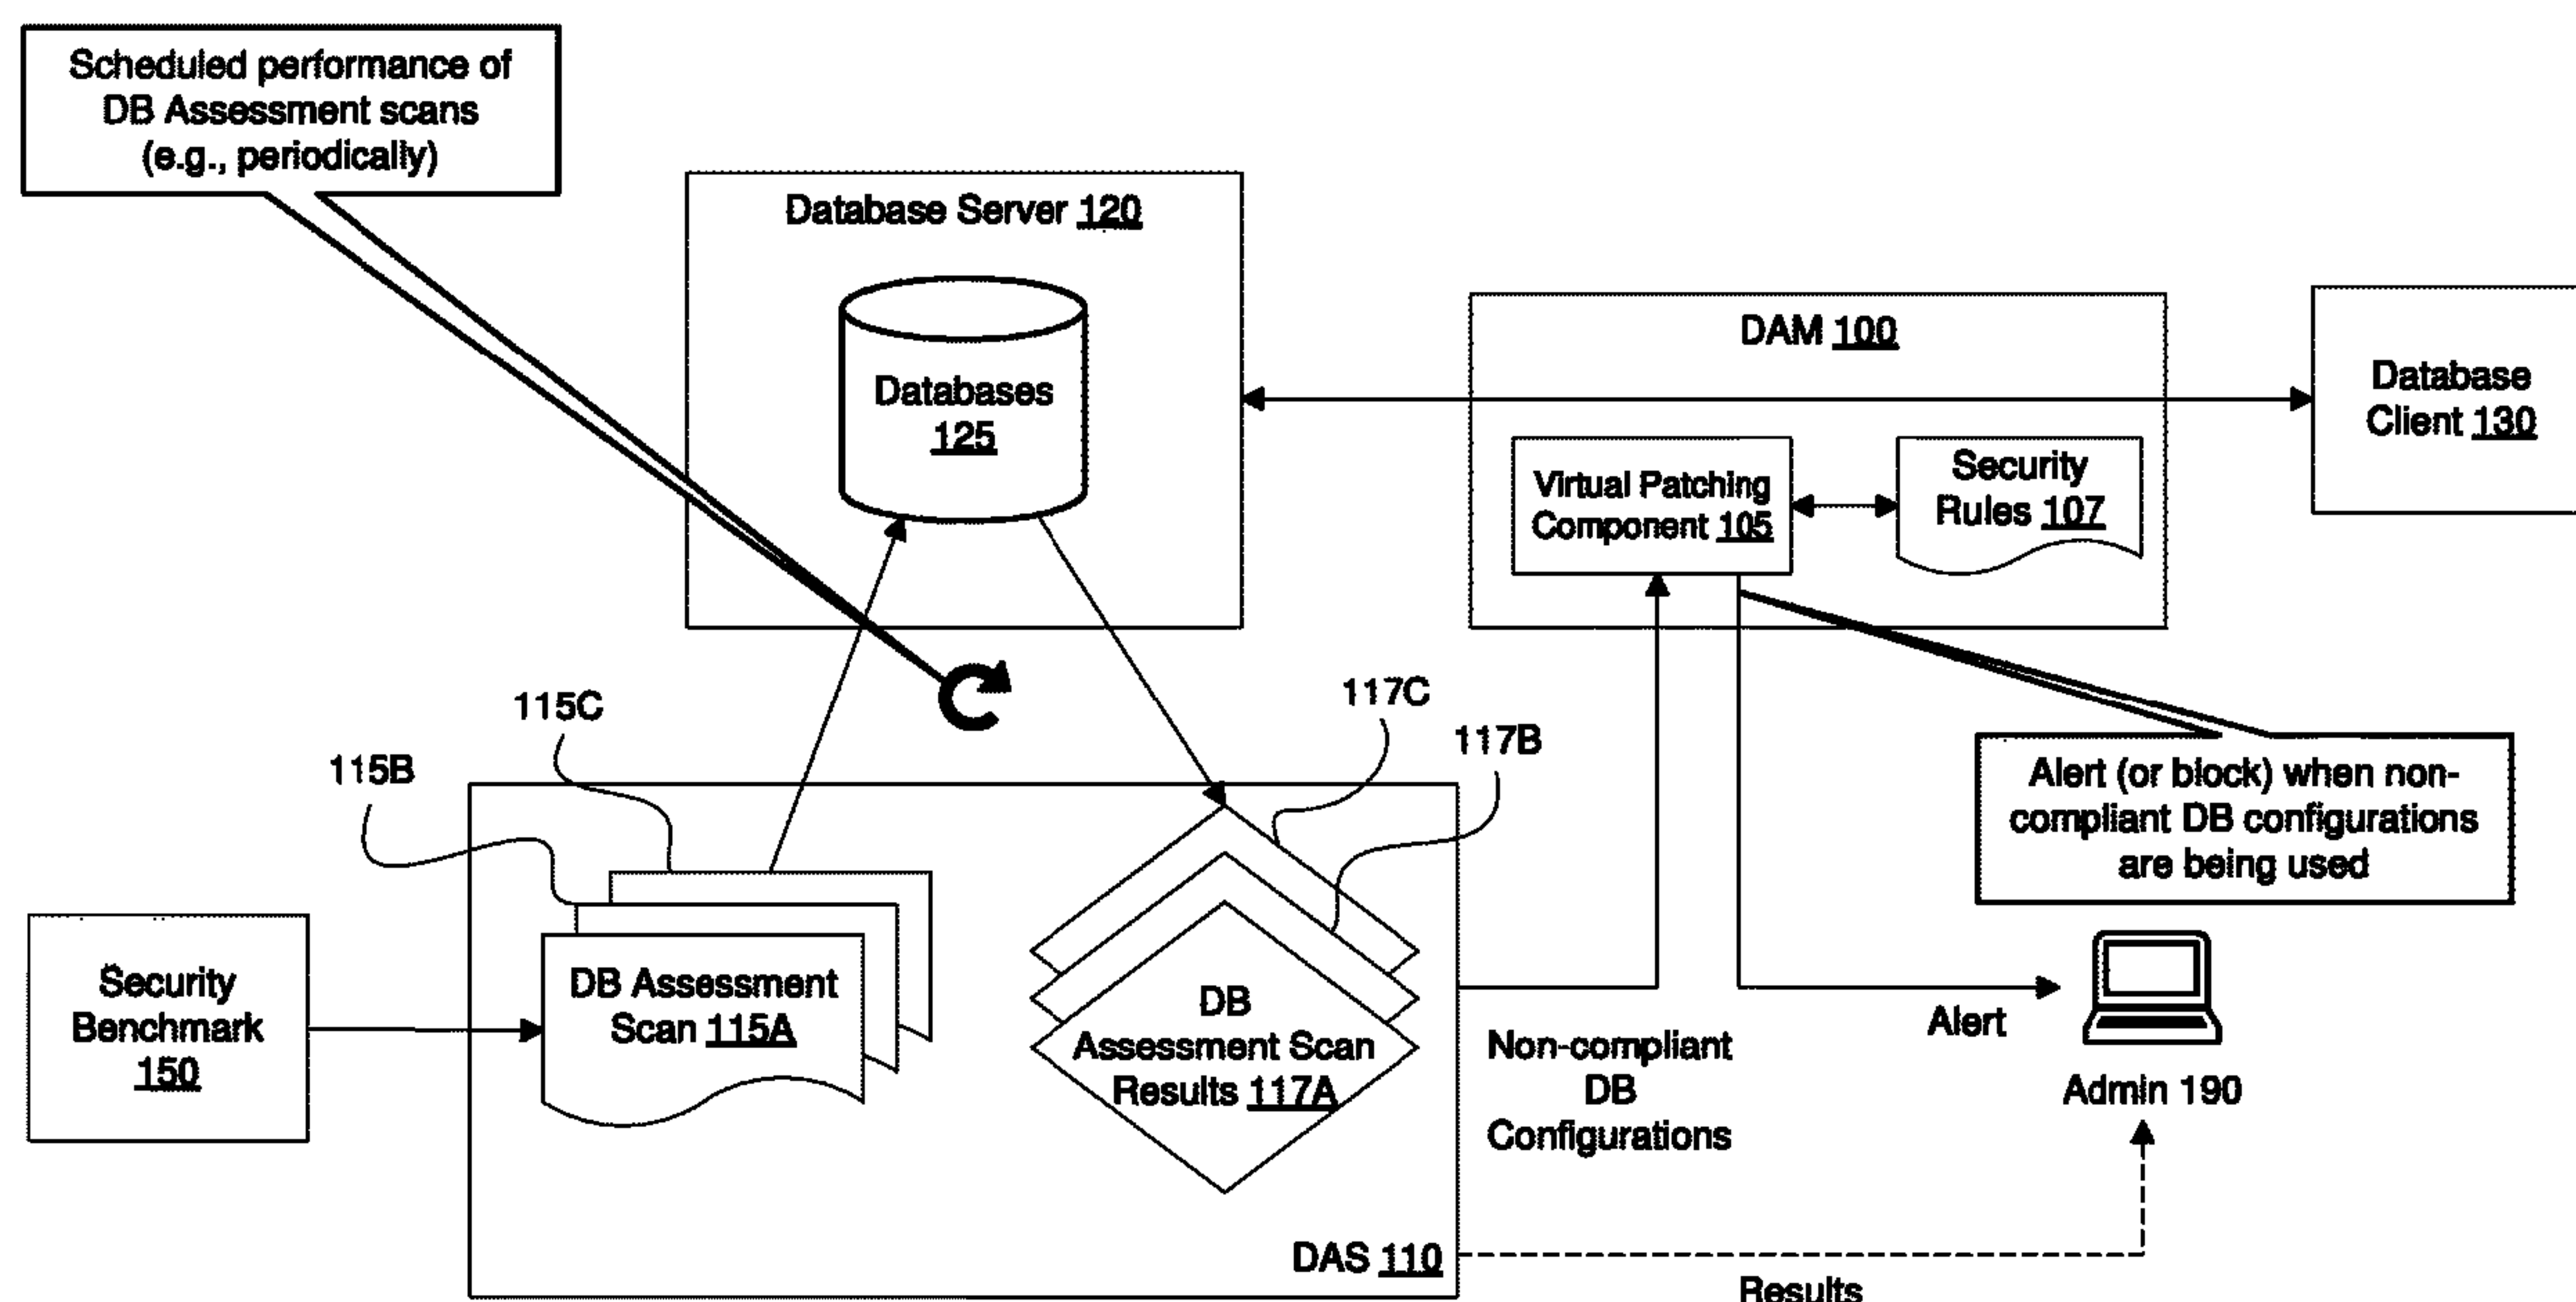 Scheduled performance of
DB Assessment scans
(e.g., periodically)
Database Server 120
Databases
125
DAM 100
Virtual Patching
Component 105
Security
Rules 107
Database
Client 130
115C
115B
117C
117B
Alert (or block) when non-
compliant DB configurations
are being used
Security
Benchmark
150
DB Assessment
Scan 115A
DB
Assessment Scan
Results 117A
DAS 110
Non-compliant
DB
Configurations
Alert
Admin 190
Results